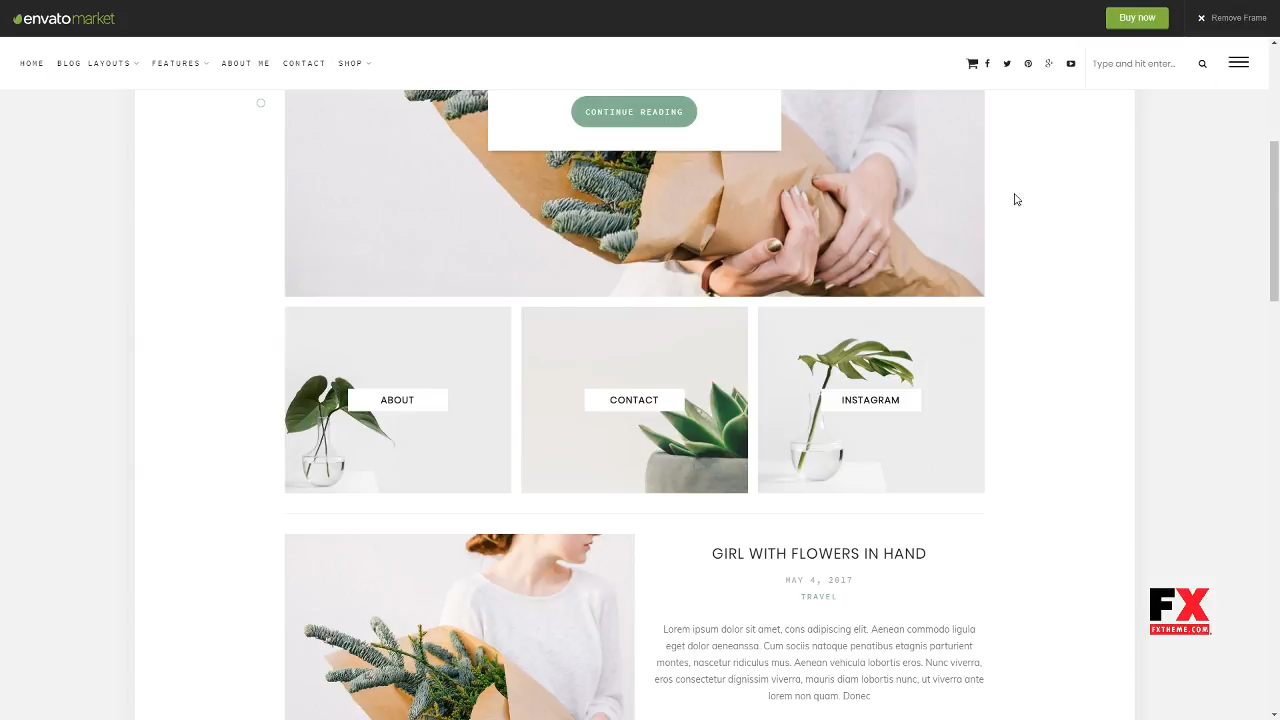 envatomarket
Buy now
Remove Frame
HOME BLOG LAYOUTS FEATURES ABOUT ME CONTACT SHOP
Type and hit enter...
CONTINUE READING
ABOUT
CONTACT
INSTAGRAM
GIRL WITH FLOWERS IN HAND
MAY 4, 2017
TRAVEL
Lorem ipsum dolor sit amet, cons adipiscing elit. Aenean commodo ligula
eget dolor aeneanssa. Cum sociis natoque penatibus etagnis parturient
montes, nascetur ridiculus mus. Aenean vehicula lobortis eros. Nunc viverra,
eros consectetur dignissim viverra, mauris diam lobortis nunc, ut viverra ante
lorem non quam. Donec
FX
FXTHEME.COM